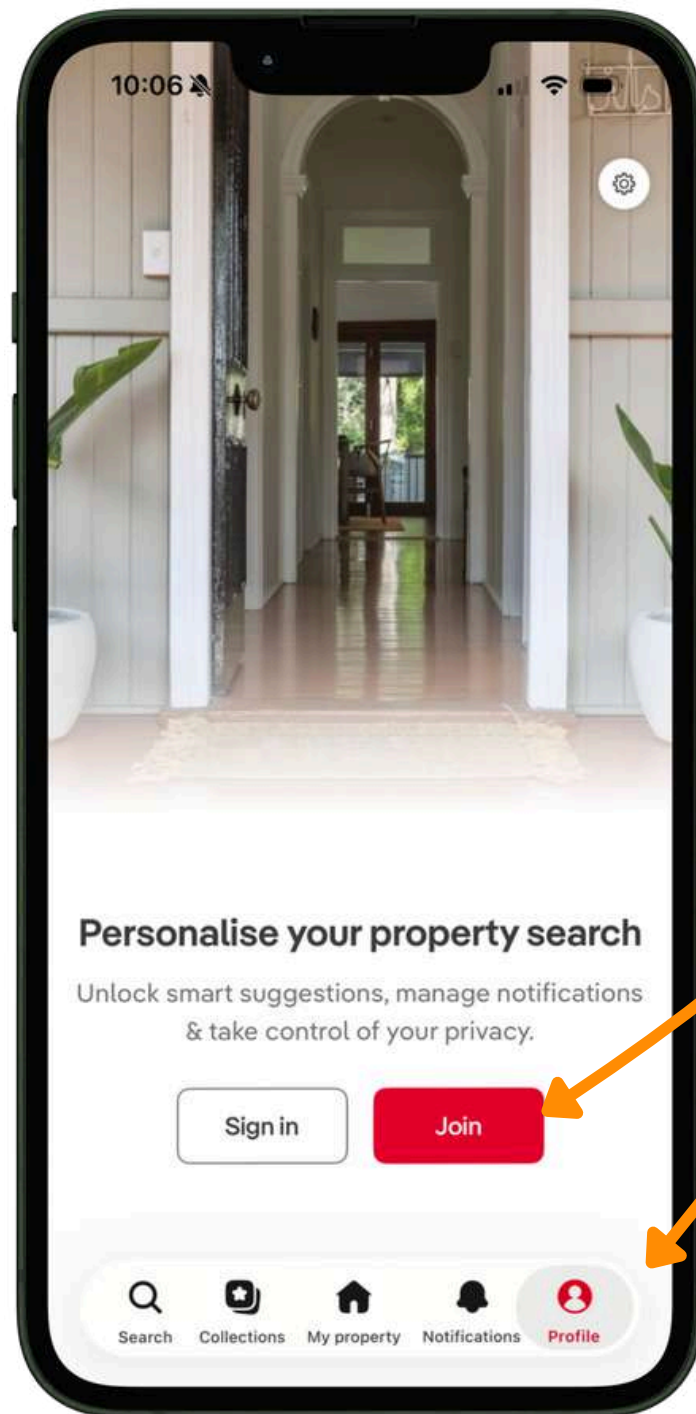 10:06
Personalise your property search
Unlock smart suggestions, manage notifications
& take control of your privacy.
Sign in
Join
Search
Collections
My property
Notifications
Profile